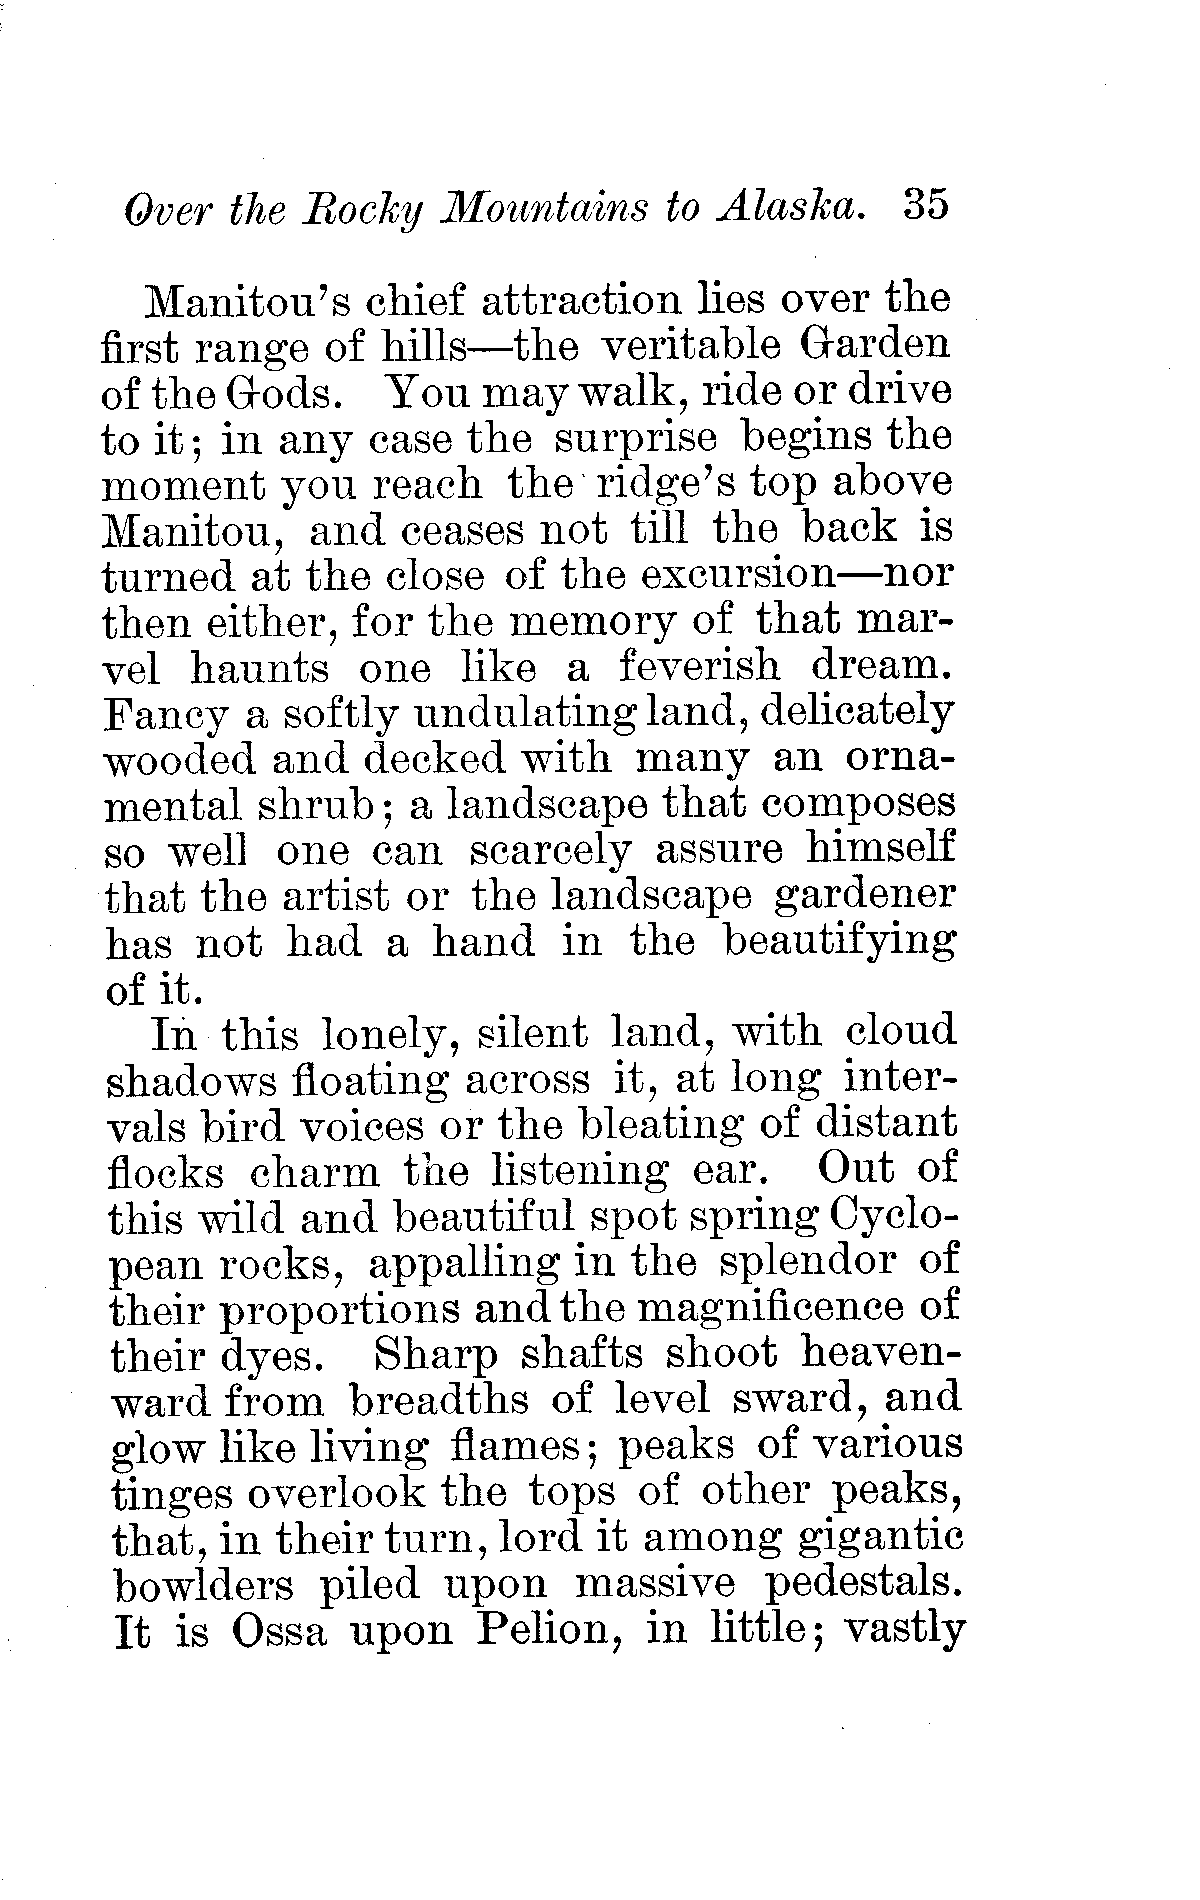 Over the Rocky Mountains to Alaska. 35
Manitou's chief attraction lies over the
first range of hills—the veritable Garden
of the Gods. You may walk, ride or drive
to it; in any case the surprise begins the
moment you reach the ridge's top above
Manitou, and ceases not till the back is
turned at the close of the excursion—nor
then either, for the memory of that mar-
vel haunts one like a feverish dream.
Fancy a softly undulating land, delicately
wooded and decked with many an orna-
mental shrub; a landscape that composes
so well one can scarcely assure himself
that the artist or the landscape gardener
has not had a hand in the beautifying
of it.
In this lonely, silent land, with cloud
shadows floating across it, at long inter-
vals bird voices or the bleating of distant
flocks charm the listening ear. Out of
this wild and beautiful spot spring Cyclo-
pean rocks, appalling in the splendor of
their proportions and the magnificence of
their dyes. Sharp shafts shoot heaven-
ward from breadths of level sward, and
glow like living flames; peaks of various
tinges overlook the tops of other peaks,
that, in their turn, lord it among gigantic
bowlders piled upon massive pedestals.
It is Ossa upon Pelion, in little; vastly